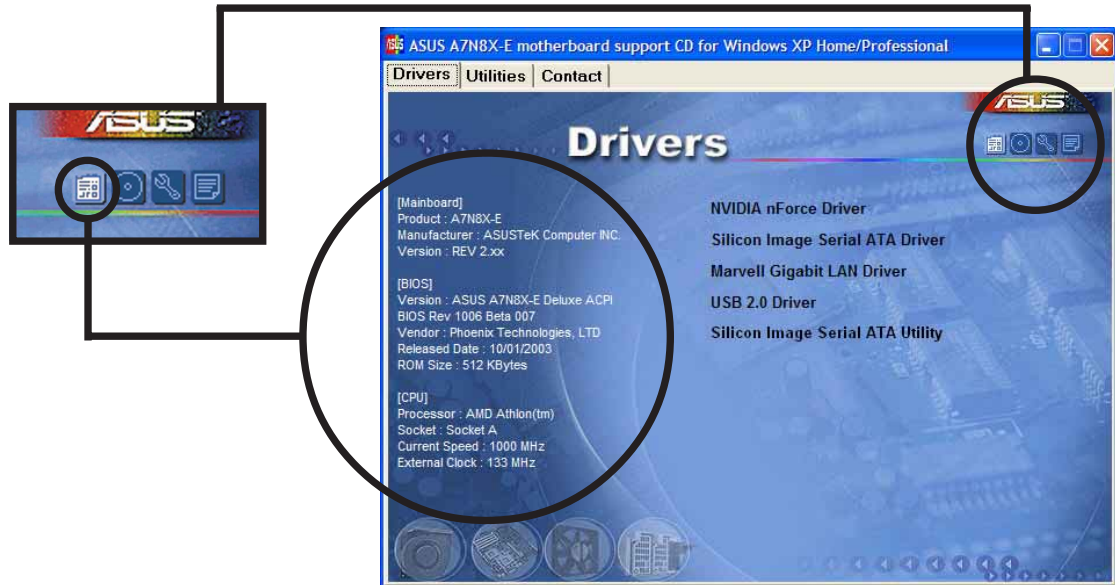 ASUS A7N8X-E motherboard support CD for Windows XP Home/Professional
Drivers Utilities Contact
ASUS
ASUS
Drivers
[Mainboard]
Product : A7N8X-E
Manufacturer : ASUSTeK Computer INC.
Version : REV 2.xx
[BIOS]
Version : ASUS A7N8X-E Deluxe ACPI
BIOS Rev 1006 Beta 007
Vendor : Phoenix Technologies, LTD
Released Date : 10/01/2003
ROM Size : 512 KBytes
[CPU]
Processor : AMD Athlon(tm)
Socket : Socket A
Current Speed : 1000 MHz
External Clock : 133 MHz
NVIDIA nForce Driver
Silicon Image Serial ATA Driver
Marvell Gigabit LAN Driver
USB 2.0 Driver
Silicon Image Serial ATA Utility